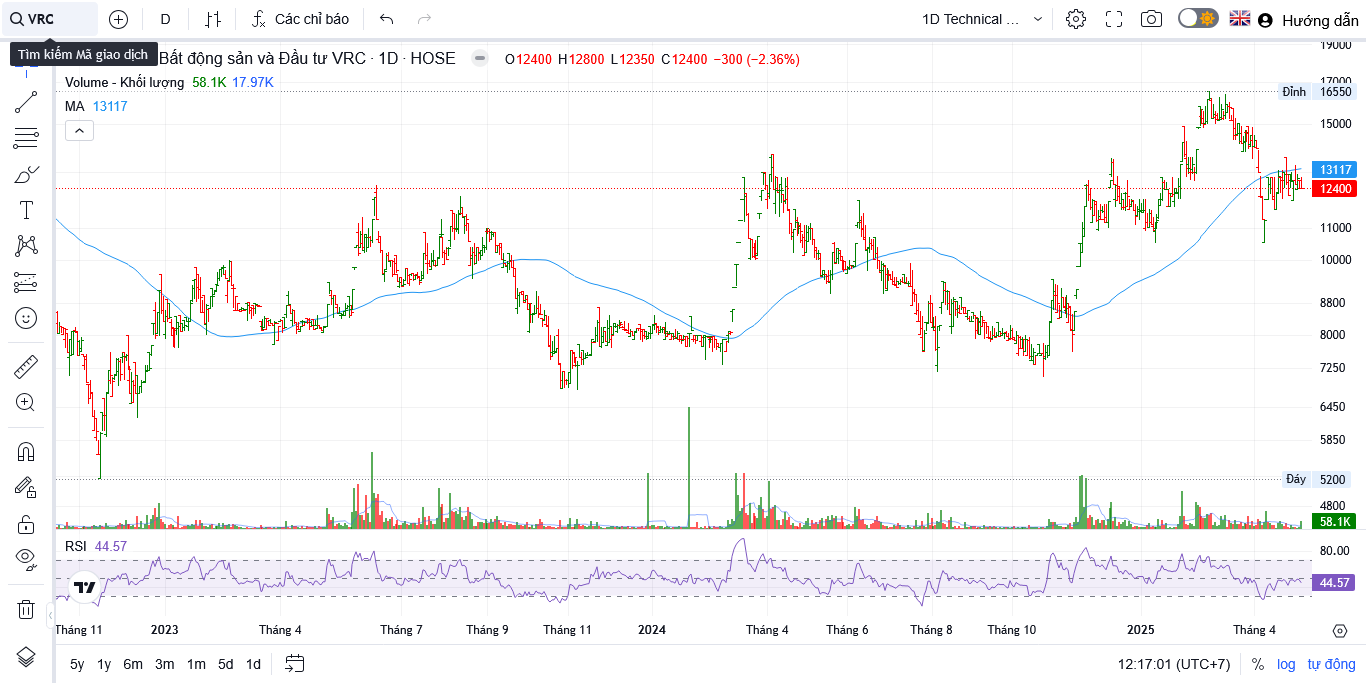 VRC D Các chỉ báo 1D Technical ... Hướng dẫn
Tìm kiếm Mã giao dịch
Bất động sản và Đầu tư VRC · 1D · HOSE O12400 H12800 L12350 C12400 −300 (−2.36%)
Volume - Khối lượng 58.1K 17.97K
MA 13117
19000
17000
Đỉnh 16550
15000
13117
12400
11000
10000
8800
8000
7250
6450
5850
Đáy 5200
4800
58.1K
RSI 44.57
80.00
44.57
Tháng 11 2023 Tháng 4 Tháng 7 Tháng 9 Tháng 11 2024 Tháng 4 Tháng 6 Tháng 8 Tháng 10 2025 Tháng 4
5y 1y 6m 3m 1m 5d 1d 12:17:01 (UTC+7) % log tự động